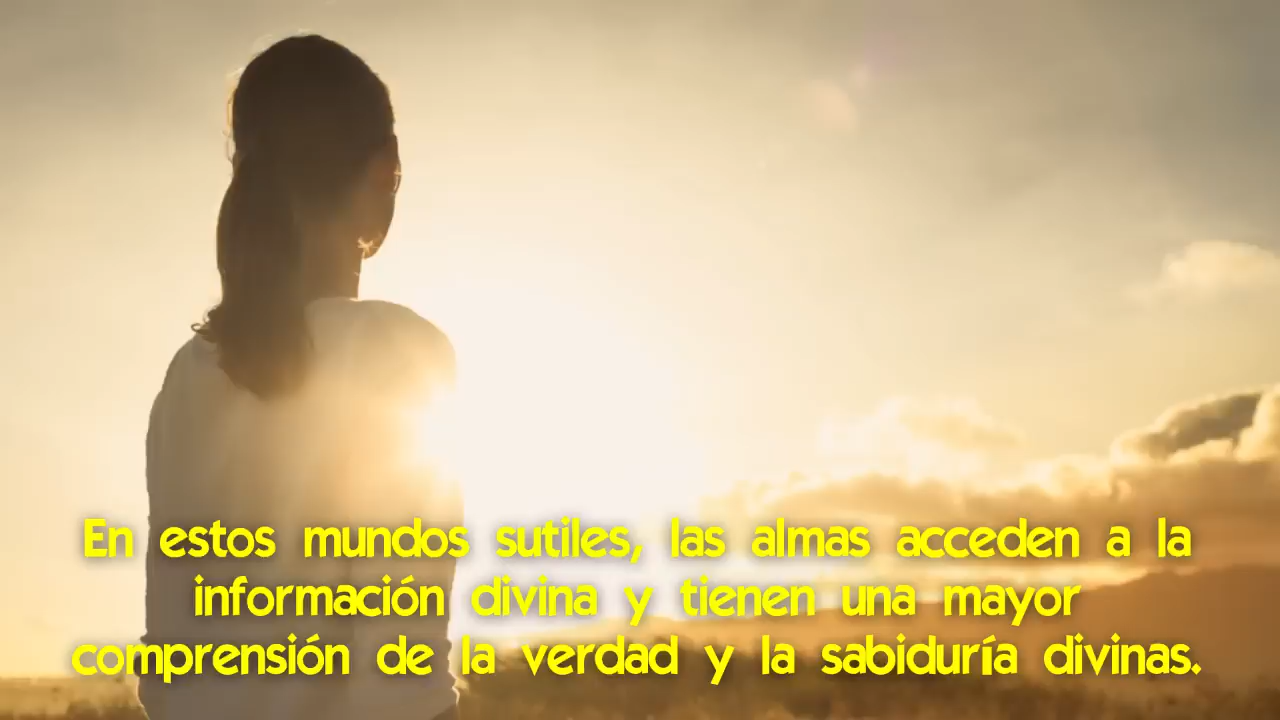 En estos mundos sutiles, las almas acceden a la
información divina y tienen una mayor
comprensión de la verdad y la sabiduría divinas.